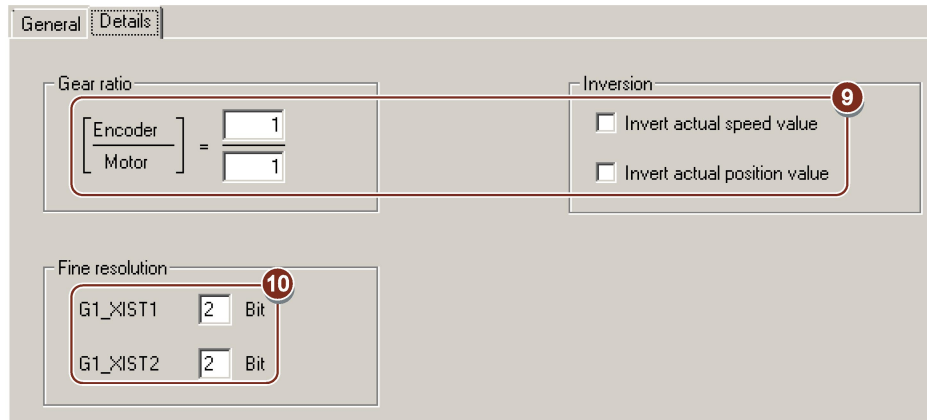 General Details
Gear ratio
Inversion
9
Encoder
Motor
=
1
1
Invert actual speed value
Invert actual position value
Fine resolution
10
G1_XIST1 2 Bit
G1_XIST2 2 Bit